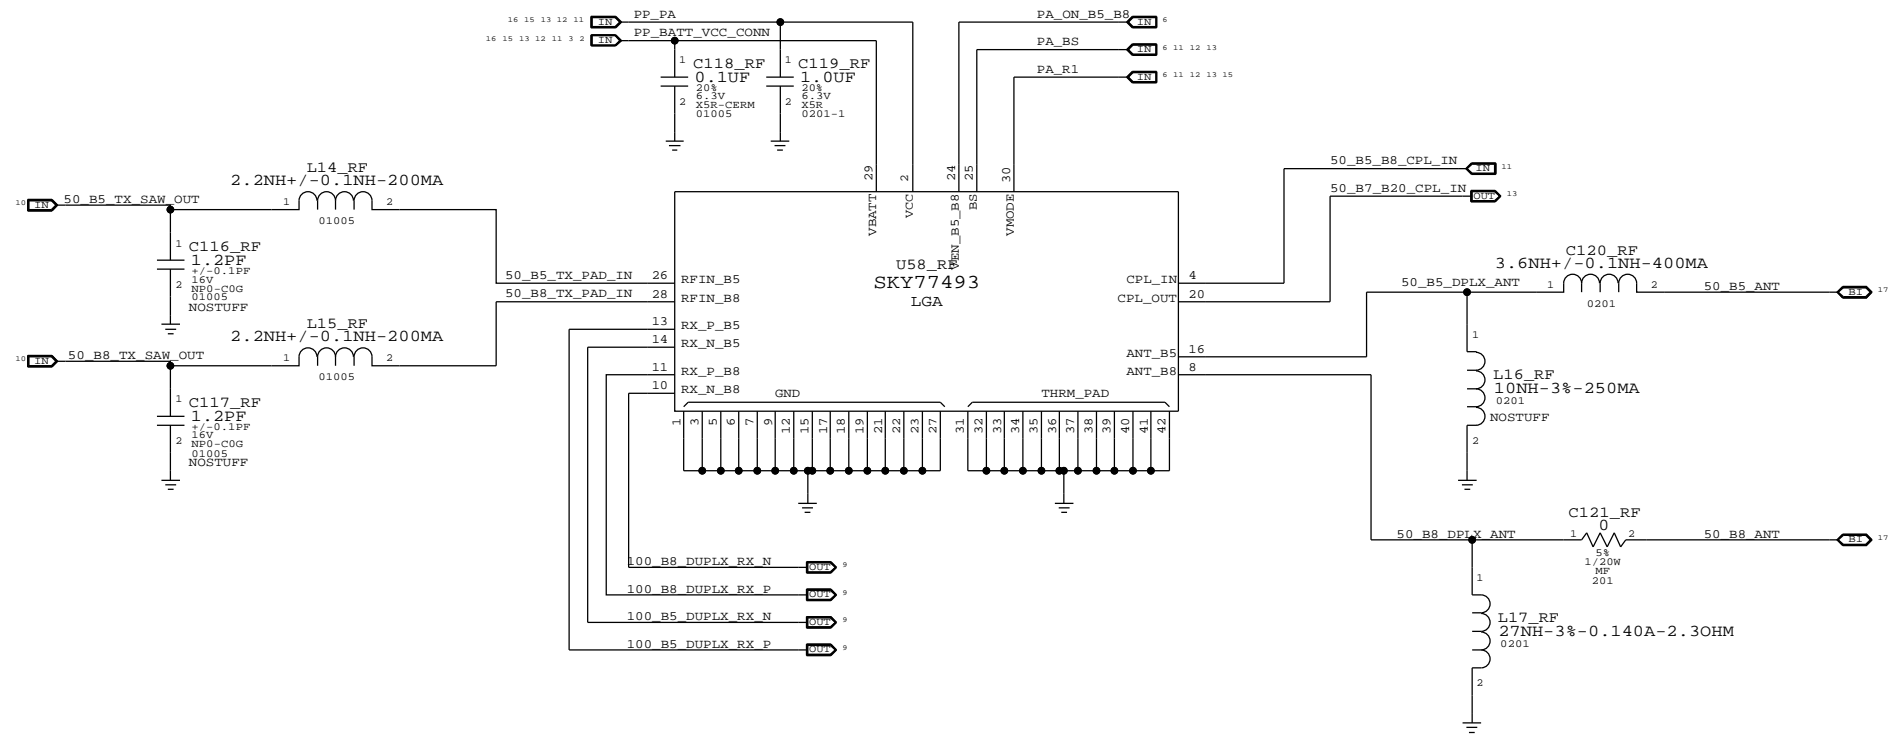 16 15 13 12 11 IN PP_PA
16 15 13 12 11 3 2 IN PP_BATT_VCC_CONN
PA_ON_B5_B8 IN 6
PA_BS IN 6 11 12 13
PA_R1 IN 6 11 12 13 15
1 C118_RF
0.1UF
20%
6.3V
2 X5R-CERM
01005
1 C119_RF
1.0UF
20%
6.3V
2 X5R
0201-1
29 2 24 25 30
VBATT VCC VEN_B5_B8 BS VMODE
50_B5_B8_CPL_IN IN 11
50_B7_B20_CPL_IN OUT 13
L14_RF
2.2NH+/-0.1NH-200MA
10 IN 50_B5_TX_SAW_OUT 1 2
01005
1 C116_RF
1.2PF
+/-0.1PF
16V
2 NP0-C0G
01005
NOSTUFF
50_B5_TX_PAD_IN 26 RFIN_B5
50_B8_TX_PAD_IN 28 RFIN_B8
U58_RF
SKY77493
LGA
CPL_IN 4
CPL_OUT 20
L15_RF
2.2NH+/-0.1NH-200MA
10 IN 50_B8_TX_SAW_OUT 1 2
01005
1 C117_RF
1.2PF
+/-0.1PF
16V
2 NP0-C0G
01005
NOSTUFF
13 RX_P_B5
14 RX_N_B5
11 RX_P_B8
10 RX_N_B8
ANT_B5 16
ANT_B8 8
GND
THRM_PAD
1 3 5 6 7 9 12 15 17 18 19 21 22 23 27
31 32 33 34 35 36 37 38 39 40 41 42
C120_RF
3.6NH+/-0.1NH-400MA
50_B5_DPLX_ANT 1 2 50_B5_ANT BI 17
0201
1
L16_RF
10NH-3%-250MA
0201
NOSTUFF
2
C121_RF
0
50_B8_DPLX_ANT 1 2 50_B8_ANT BI 17
5%
1/20W
MF
201
1
L17_RF
27NH-3%-0.140A-2.3OHM
0201
2
100_B8_DUPLX_RX_N OUT 9
100_B8_DUPLX_RX_P OUT 9
100_B5_DUPLX_RX_N OUT 9
100_B5_DUPLX_RX_P OUT 9